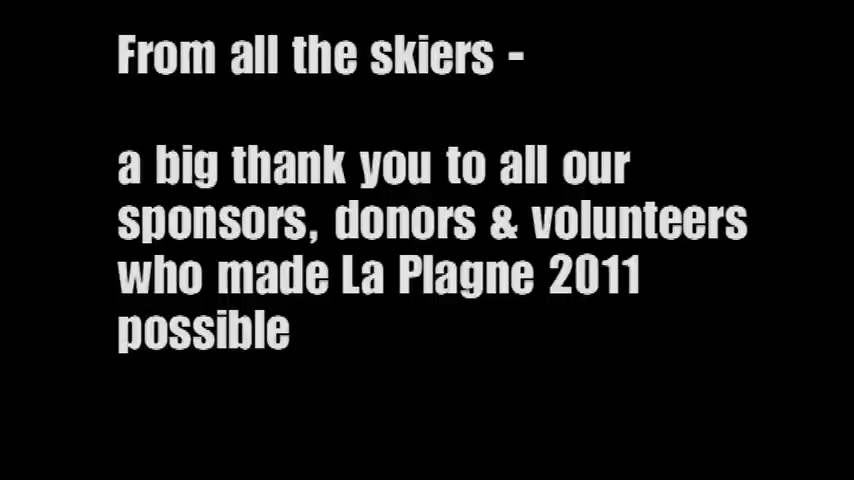 From all the skiers -
a big thank you to all our
sponsors, donors & volunteers
who made La Plagne 2011
possible